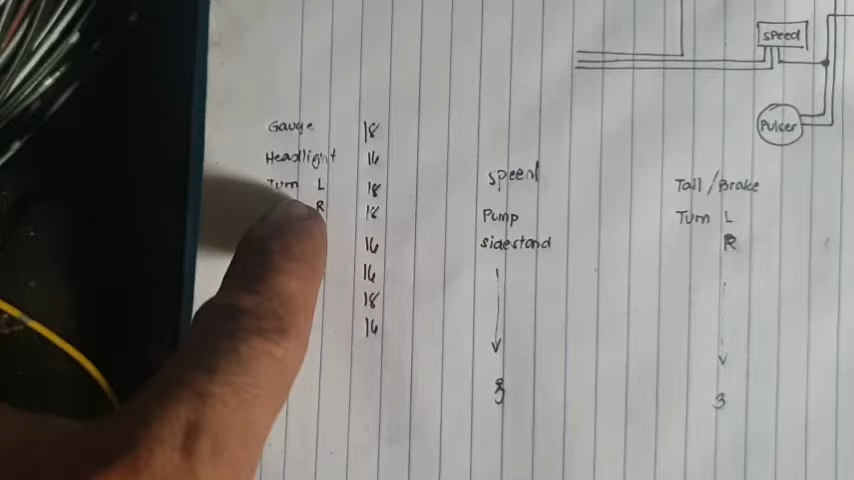 speed
Pulser
Gauge 18
Headlight 16
Turn L 18
R 18
16
16
18
16
speed
Pump
sidestand
3
Tail/Brake
Turn L
R
3